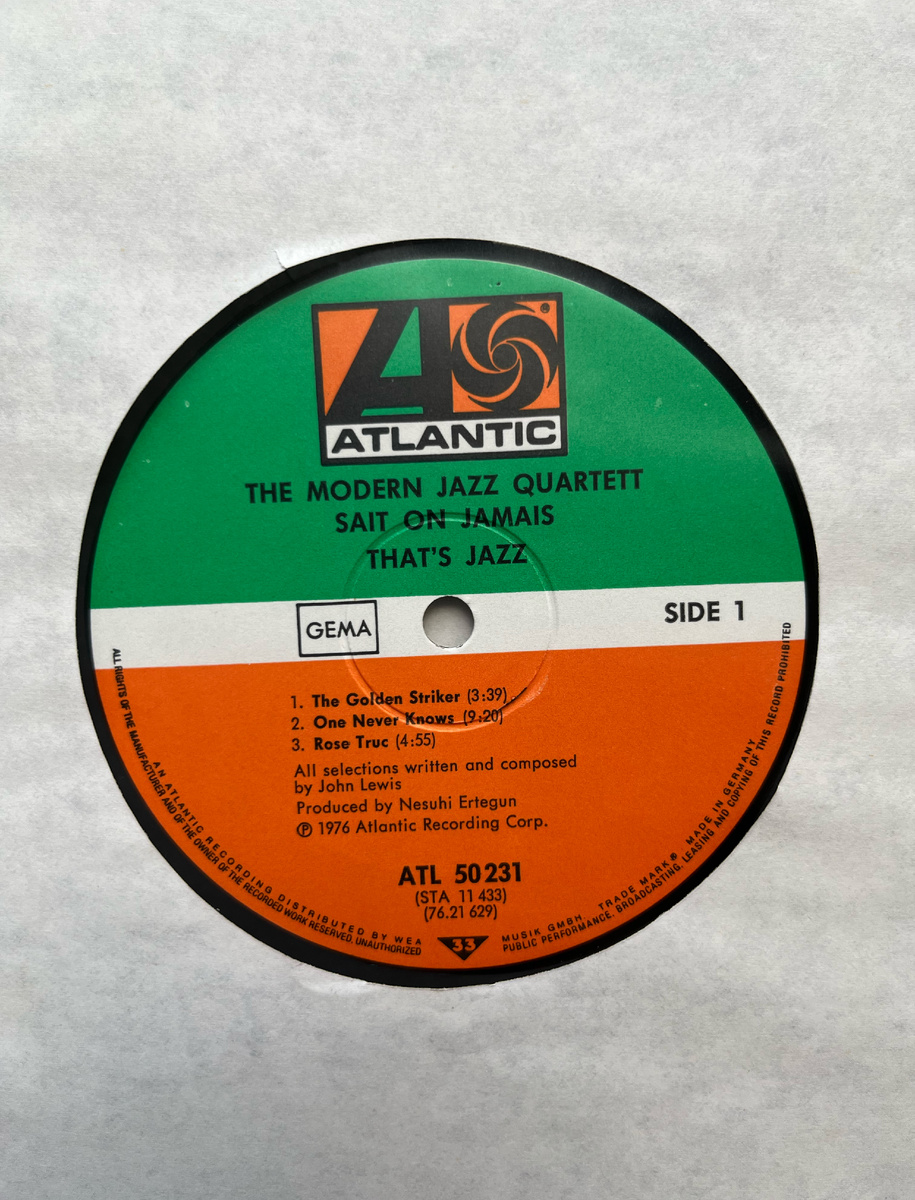 ATLANTIC
THE MODERN JAZZ QUARTETT
SAIT ON JAMAIS
THAT'S JAZZ
GEMA
SIDE 1
1. The Golden Striker (3:39)
2. One Never Knows (9:20)
3. Rose Truc (4:55)
All selections written and composed
by John Lewis
Produced by Nesuhi Ertegun
℗ 1976 Atlantic Recording Corp.
ATL 50 231
(STA 11 433)
(76.21 629)
33
AN ATLANTIC RECORDING DISTRIBUTED BY WEA MUSIK GMBH. TRADE MARK® MADE IN GERMANY
ALL RIGHTS OF THE MANUFACTURER AND OF THE OWNER OF THE RECORDED WORK RESERVED. UNAUTHORIZED PUBLIC PERFORMANCE, BROADCASTING, LEASING AND COPYING OF THIS RECORD PROHIBITED